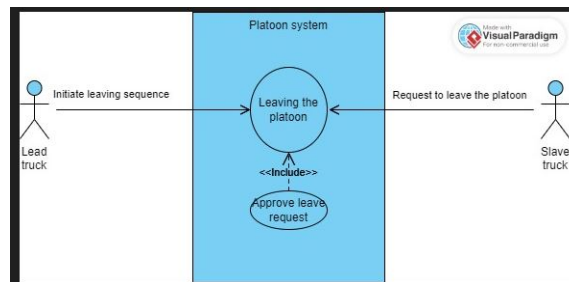 Platoon system
Made with
Visual Paradigm
For non-commercial use
Initiate leaving sequence
Leaving the
platoon
Request to leave the platoon
Lead
truck
Slave
truck
<<Include>>
Approve leave
request